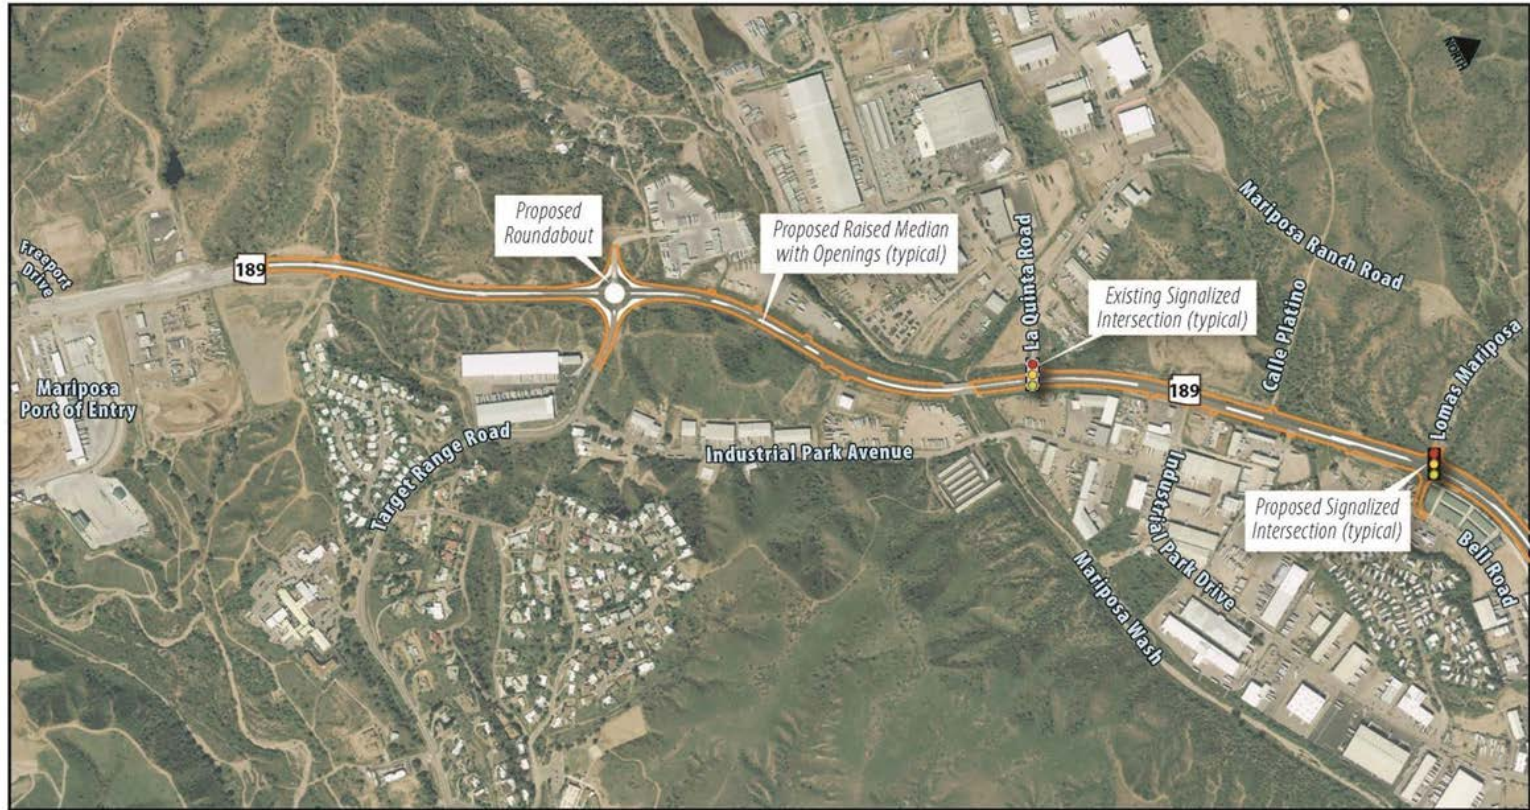 NORTH
Mariposa Ranch Road
Proposed
Roundabout
Proposed Raised Median
with Openings (typical)
La Quinta Road
Freeport
Drive
189
Existing Signalized
Intersection (typical)
Calle Platino
Lomas Mariposa
Mariposa
Port of Entry
189
Target Range Road
Industrial Park Avenue
Industrial Park Drive
Proposed Signalized
Intersection (typical)
Bell Road
Mariposa Wash